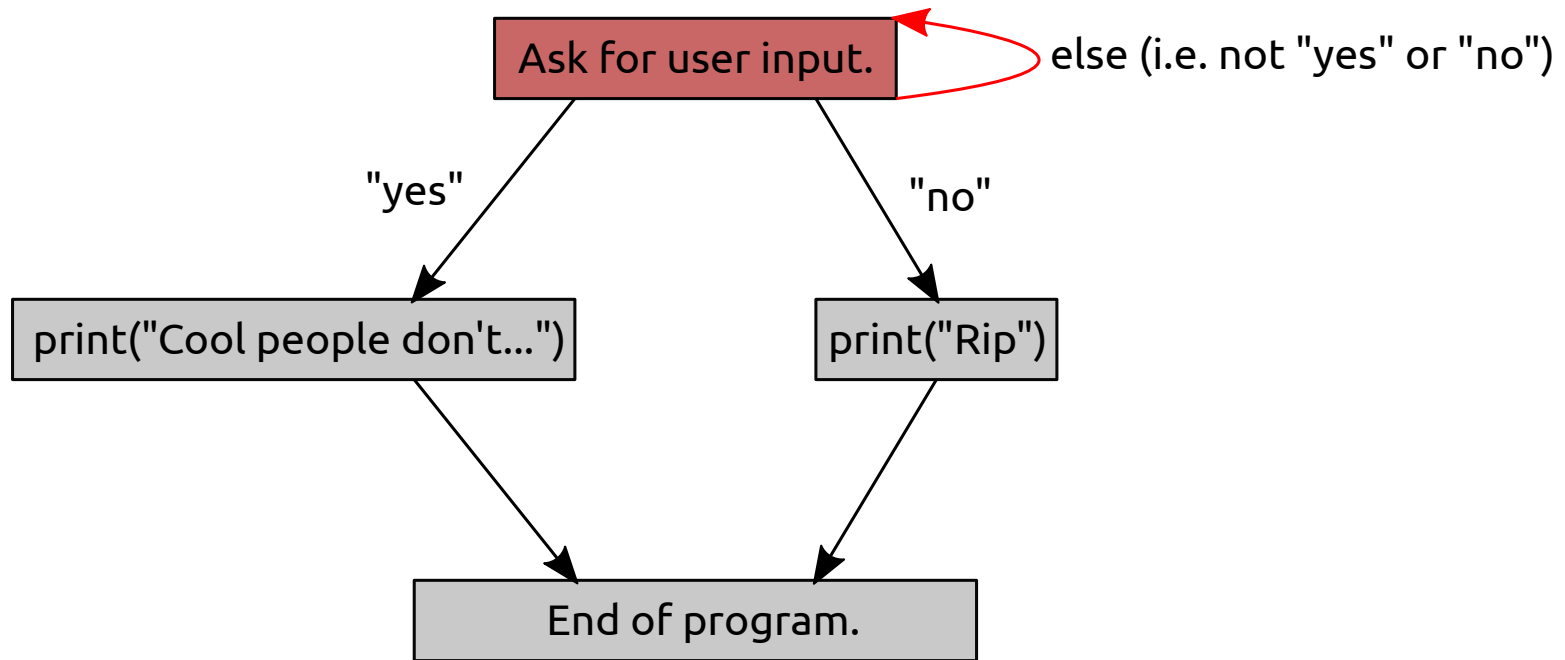 Ask for user input.
else (i.e. not "yes" or "no")
"yes"
"no"
print("Cool people don't...")
print("Rip")
End of program.